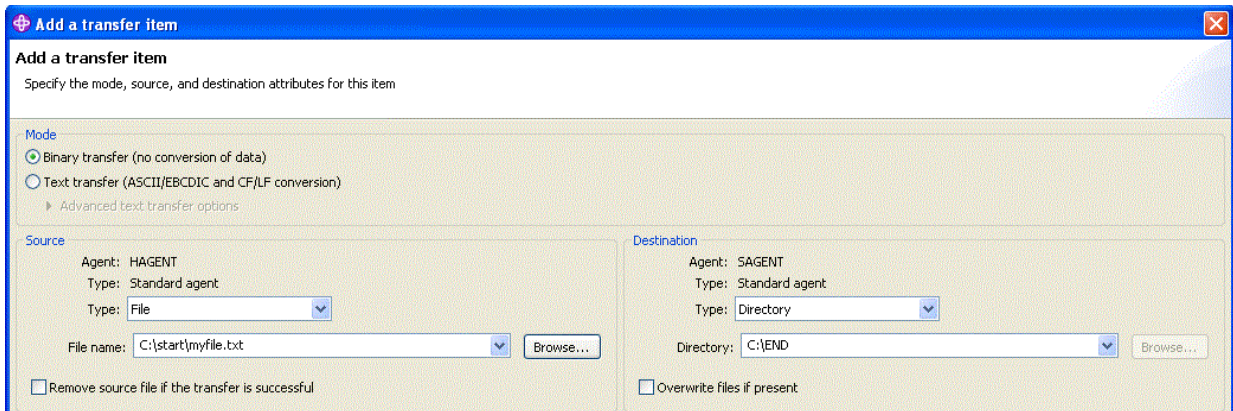 Add a transfer item
Add a transfer item
Specify the mode, source, and destination attributes for this item
Mode
Binary transfer (no conversion of data)
Text transfer (ASCII/EBCDIC and CF/LF conversion)
Advanced text transfer options
Source
Agent: HAGENT
Type: Standard agent
Type: File
File name: C:\start\myfile.txt Browse...
Remove source file if the transfer is successful
Destination
Agent: SAGENT
Type: Standard agent
Type: Directory
Directory: C:\END Browse...
Overwrite files if present